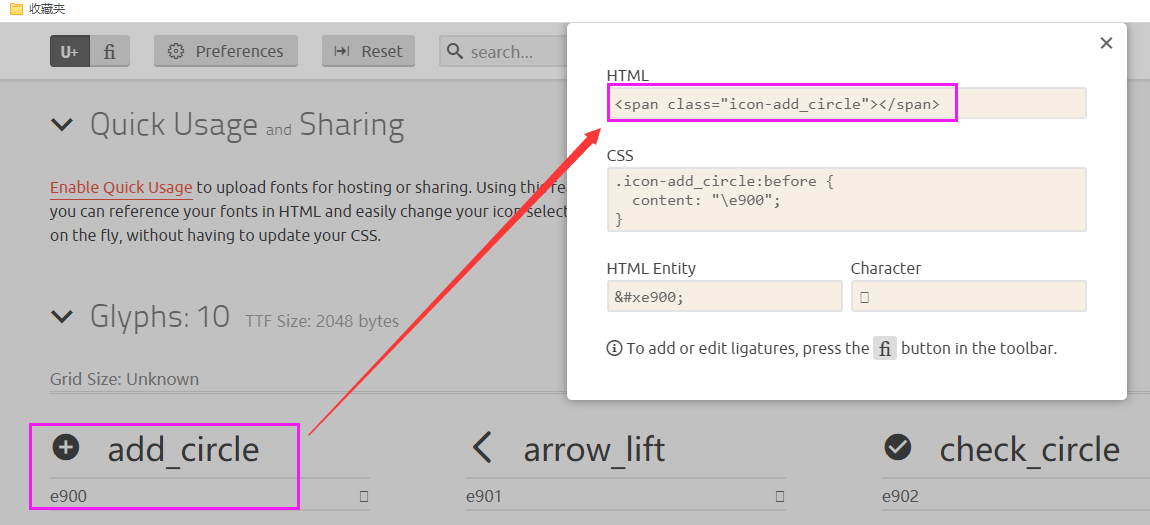 收藏夹
U+ fi Preferences Reset search...
Quick Usage and Sharing
Enable Quick Usage to upload fonts for hosting or sharing. Using this fea
you can reference your fonts in HTML and easily change your icon select
on the fly, without having to update your CSS.
Glyphs: 10 TTF Size: 2048 bytes
Grid Size: Unknown
add_circle
e900
arrow_lift
e901
check_circle
e902
HTML
<span class="icon-add_circle"></span>
CSS
.icon-add_circle:before {
content: "\e900";
}
HTML Entity
&#xe900;
Character
To add or edit ligatures, press the fi button in the toolbar.